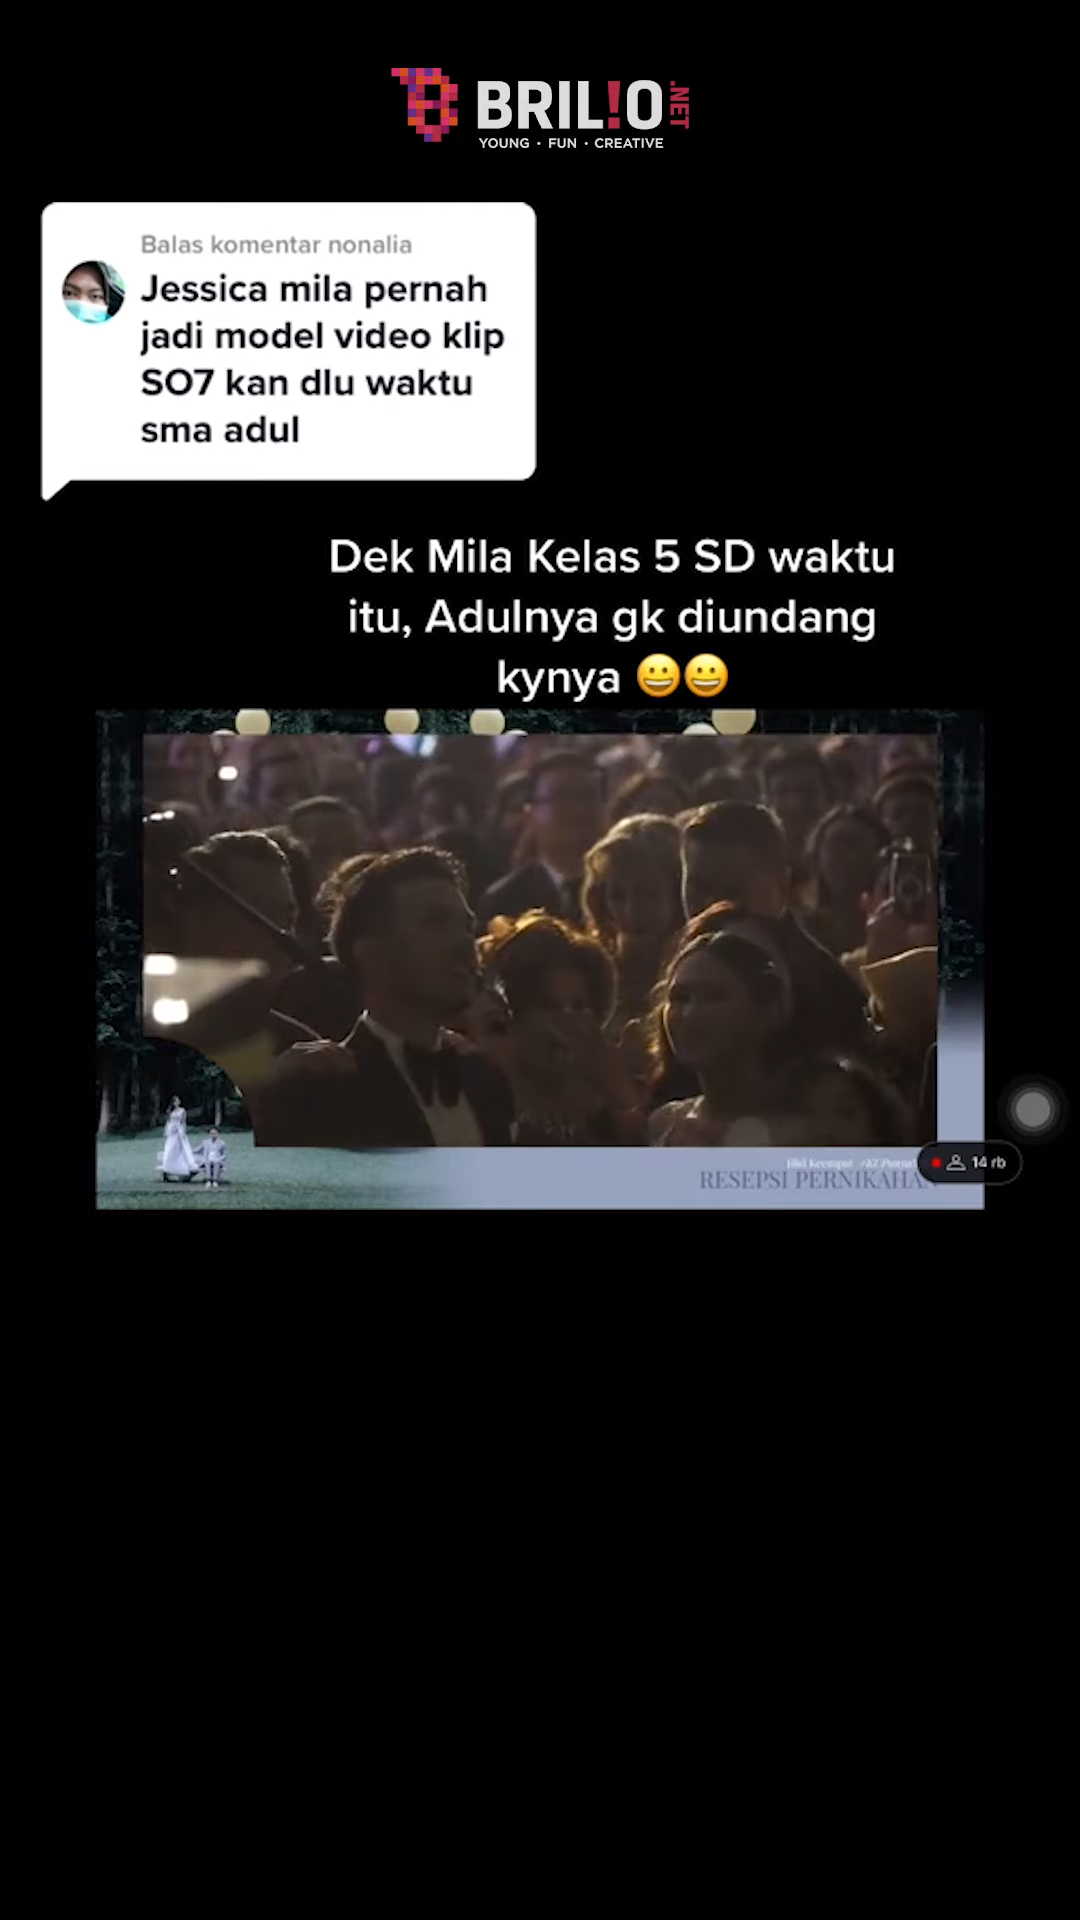 BRIL!O.NET
YOUNG · FUN · CREATIVE
Balas komentar nonalia
Jessica mila pernah
jadi model video klip
SO7 kan dlu waktu
sma adul
Dek Mila Kelas 5 SD waktu
itu, Adulnya gk diundang
kynya 😀😀
14 rb
RESEPSI PERNIKAHAN